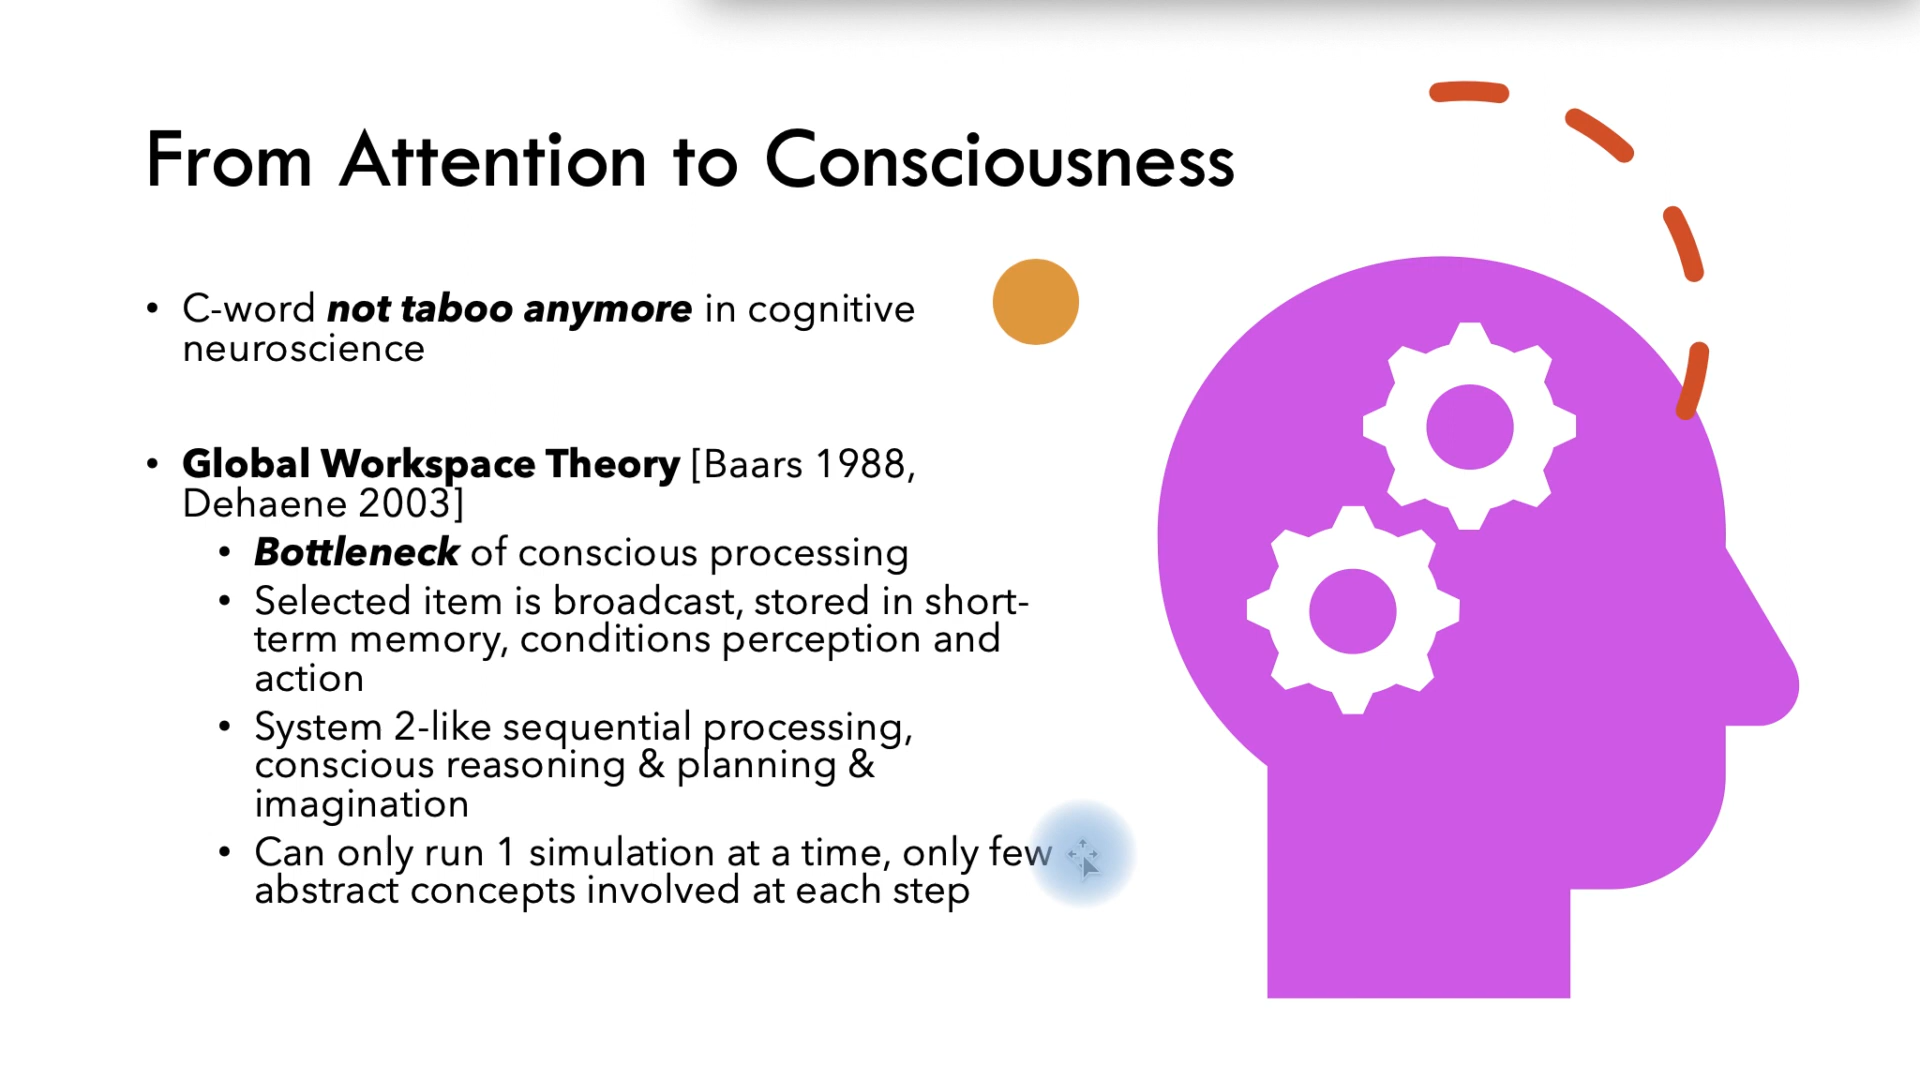 From Attention to Consciousness
• C-word not taboo anymore in cognitive
neuroscience
• Global Workspace Theory [Baars 1988,
Dehaene 2003]
• Bottleneck of conscious processing
• Selected item is broadcast, stored in short-
term memory, conditions perception and
action
• System 2-like sequential processing,
conscious reasoning & planning &
imagination
• Can only run 1 simulation at a time, only few
abstract concepts involved at each step